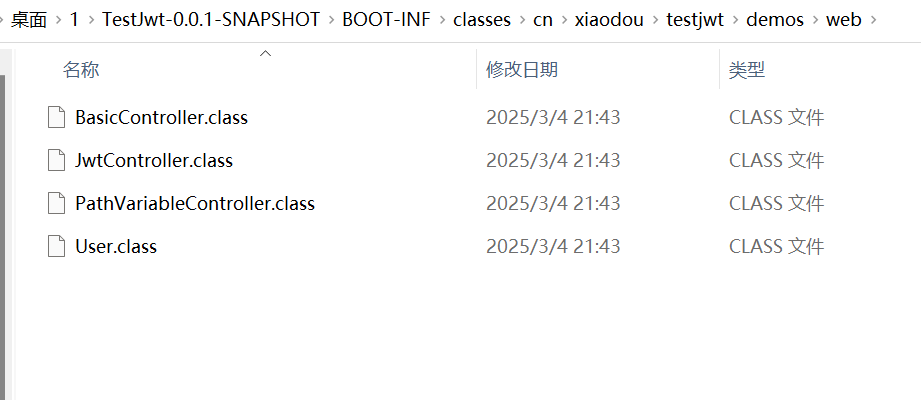 桌面 › 1 › TestJwt-0.0.1-SNAPSHOT › BOOT-INF › classes › cn › xiaodou › testjwt › demos › web ›
名称 修改日期 类型
BasicController.class 2025/3/4 21:43 CLASS 文件
JwtController.class 2025/3/4 21:43 CLASS 文件
PathVariableController.class 2025/3/4 21:43 CLASS 文件
User.class 2025/3/4 21:43 CLASS 文件